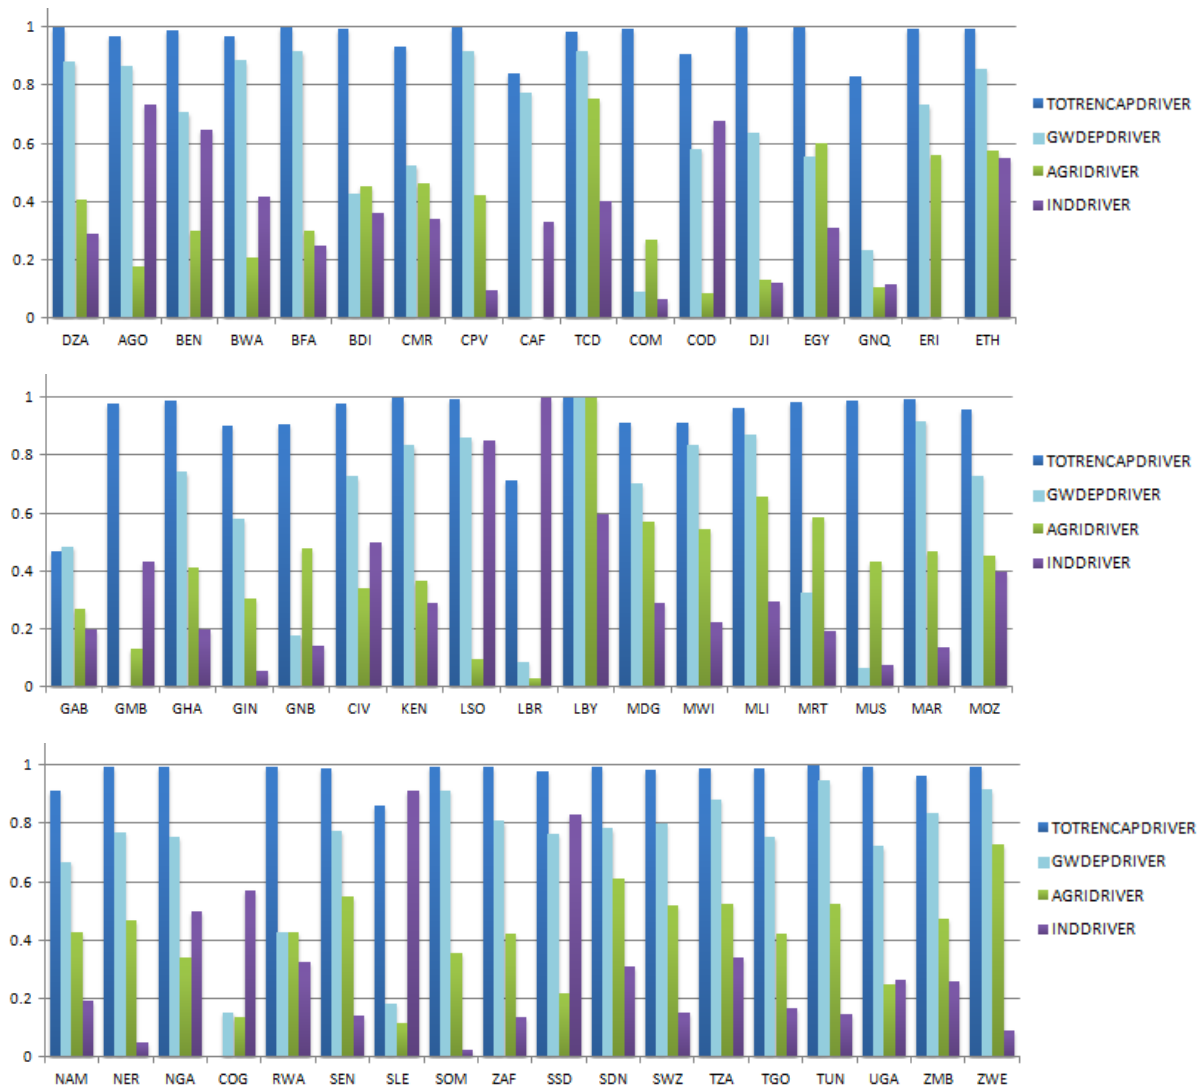 1
0.8
0.6
0.4
0.2
0
DZA AGO BEN BWA BFA BDI CMR CPV CAF TCD COM COD DJI EGY GNQ ERI ETH
TOTRENCAPDRIVER
GWDEPDRIVER
AGRIDRIVER
INDDRIVER
1
0.8
0.6
0.4
0.2
0
GAB GMB GHA GIN GNB CIV KEN LSO LBR LBY MDG MWI MLI MRT MUS MAR MOZ
TOTRENCAPDRIVER
GWDEPDRIVER
AGRIDRIVER
INDDRIVER
1
0.8
0.6
0.4
0.2
0
NAM NER NGA COG RWA SEN SLE SOM ZAF SSD SDN SWZ TZA TGO TUN UGA ZMB ZWE
TOTRENCAPDRIVER
GWDEPDRIVER
AGRIDRIVER
INDDRIVER